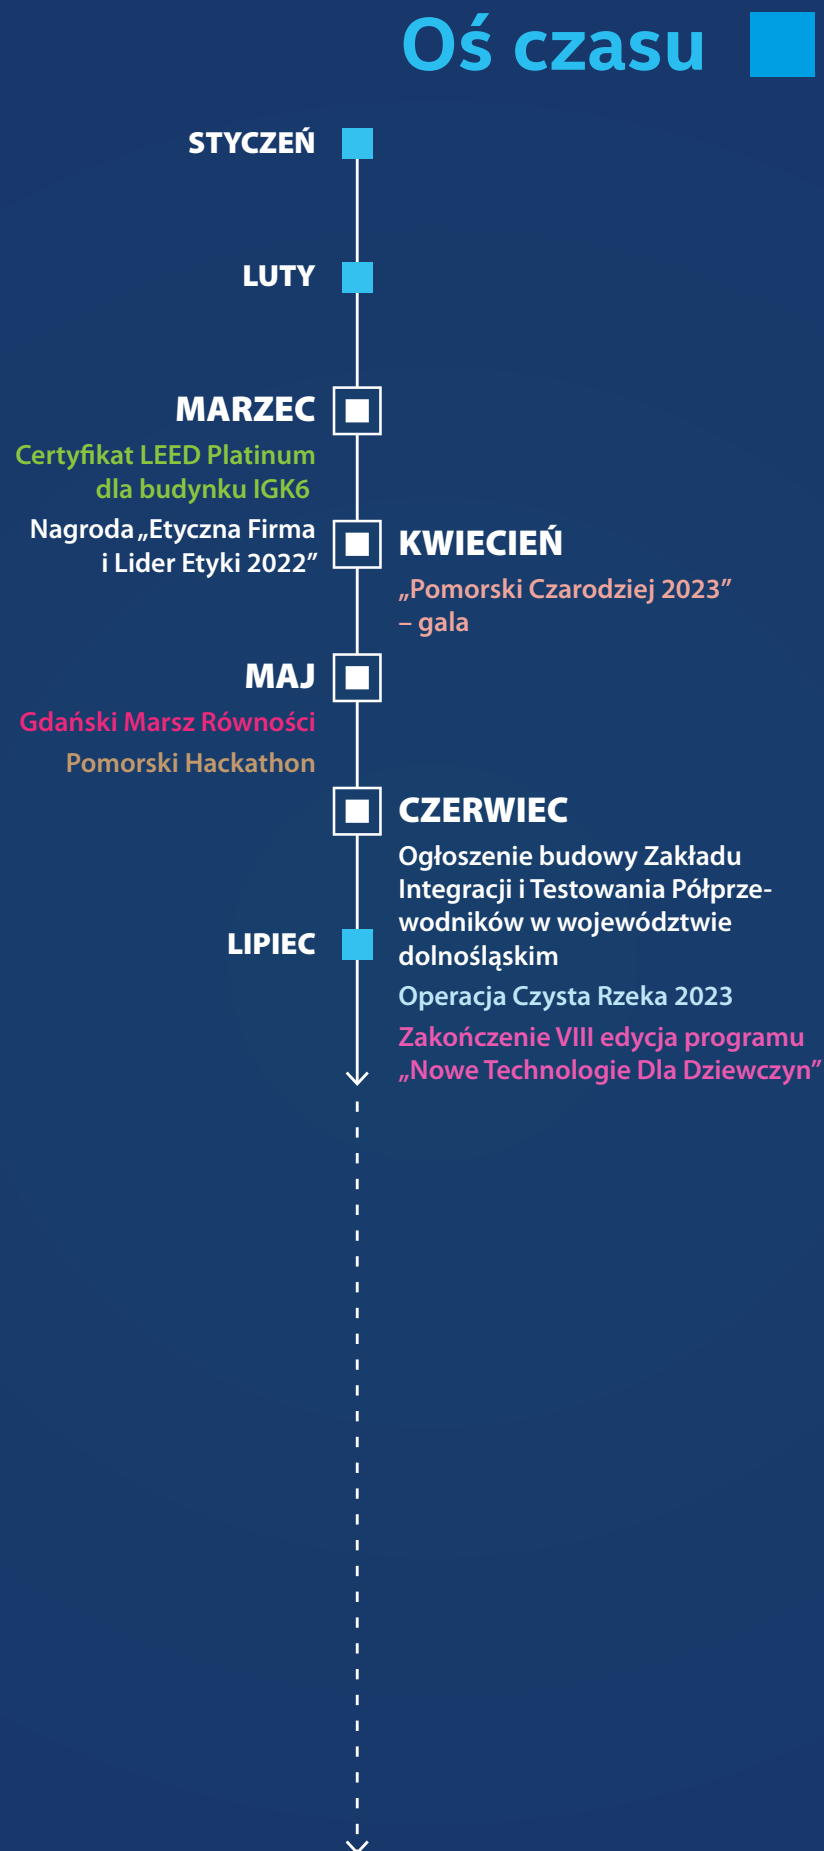 Oś czasu
STYCZEŃ
LUTY
MARZEC
Certyfikat LEED Platinum
dla budynku IGK6
Nagroda „Etyczna Firma
i Lider Etyki 2022”
KWIECIEŃ
„Pomorski Czarodziej 2023”
– gala
MAJ
Gdański Marsz Równości
Pomorski Hackathon
CZERWIEC
Ogłoszenie budowy Zakładu
Integracji i Testowania Półprze-
wodników w województwie
dolnośląskim
Operacja Czysta Rzeka 2023
Zakończenie VIII edycja programu
„Nowe Technologie Dla Dziewczyn”
LIPIEC